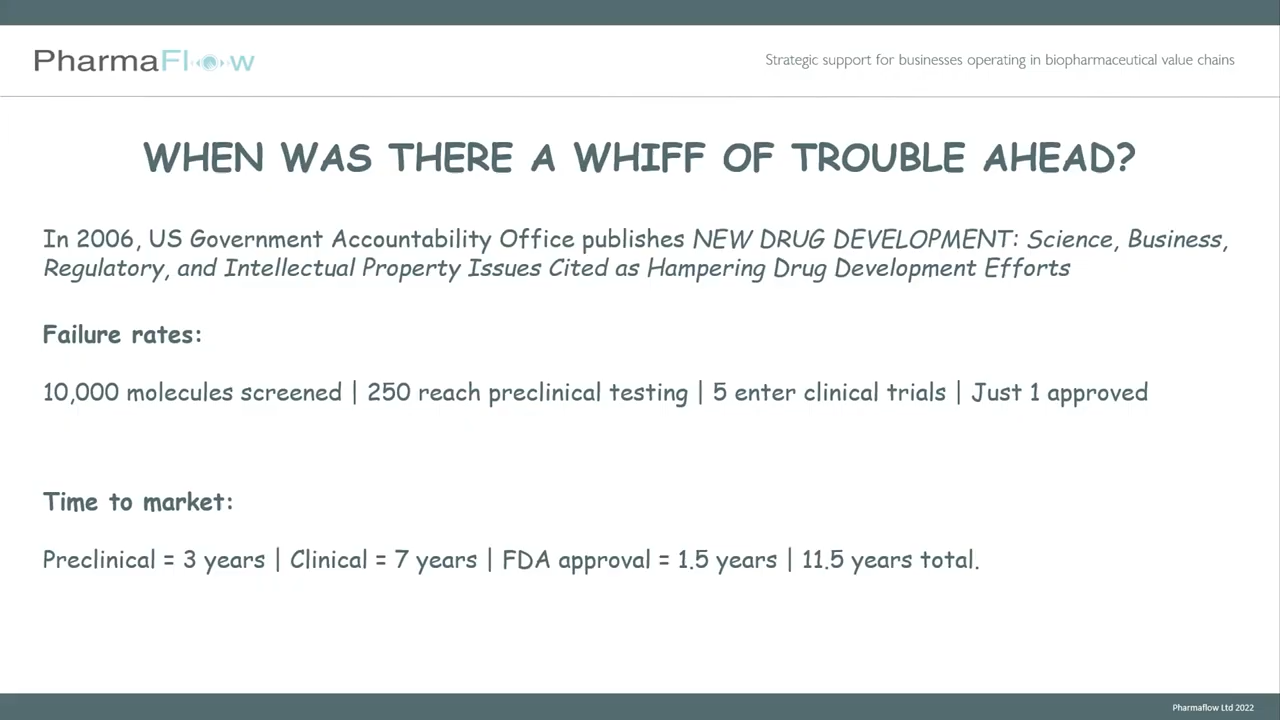 PharmaFlow
Strategic support for businesses operating in biopharmaceutical value chains
WHEN WAS THERE A WHIFF OF TROUBLE AHEAD?
In 2006, US Government Accountability Office publishes NEW DRUG DEVELOPMENT: Science, Business,
Regulatory, and Intellectual Property Issues Cited as Hampering Drug Development Efforts
Failure rates:
10,000 molecules screened | 250 reach preclinical testing | 5 enter clinical trials | Just 1 approved
Time to market:
Preclinical = 3 years | Clinical = 7 years | FDA approval = 1.5 years | 11.5 years total.
Pharmaflow Ltd 2022